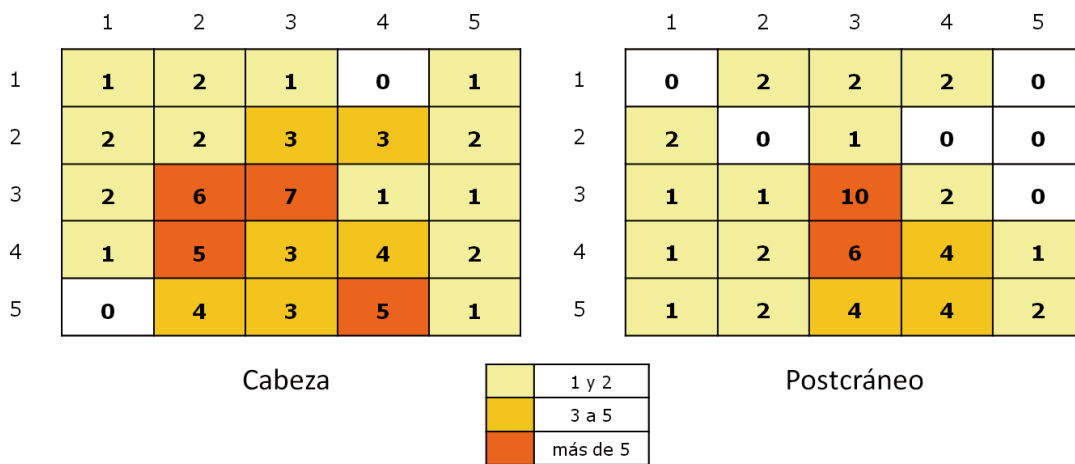 1 2 3 4 5 1 2 3 4 5
1 1 2 1 0 1 1 0 2 2 2 0
2 2 2 3 3 2 2 2 0 1 0 0
3 2 6 7 1 1 3 1 1 10 2 0
4 1 5 3 4 2 4 1 2 6 4 1
5 0 4 3 5 1 5 1 2 4 4 2
Cabeza Postcráneo
1 y 2
3 a 5
más de 5